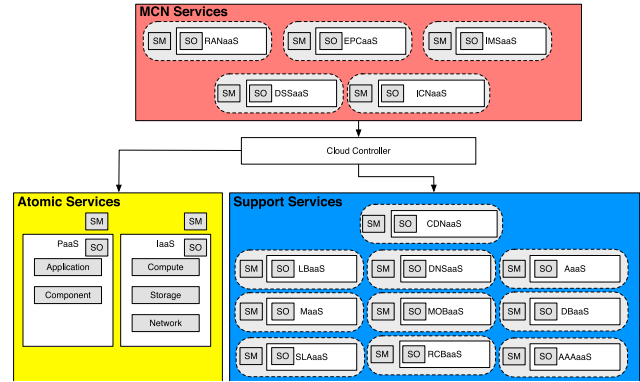 MCN Services
SM SO RANaaS SM SO EPCaaS SM SO IMSaaS
SM SO DSSaaS SM SO ICNaaS
Cloud Controller
Atomic Services
SM SM
PaaS SO IaaS SO
Application Compute
Component Storage
Network
Support Services
SM SO CDNaaS
SM SO LBaaS SM SO DNSaaS SM SO AaaS
SM SO MaaS SM SO MOBaaS SM SO DBaaS
SM SO SLAaaS SM SO RCBaaS SM SO AAAaaS